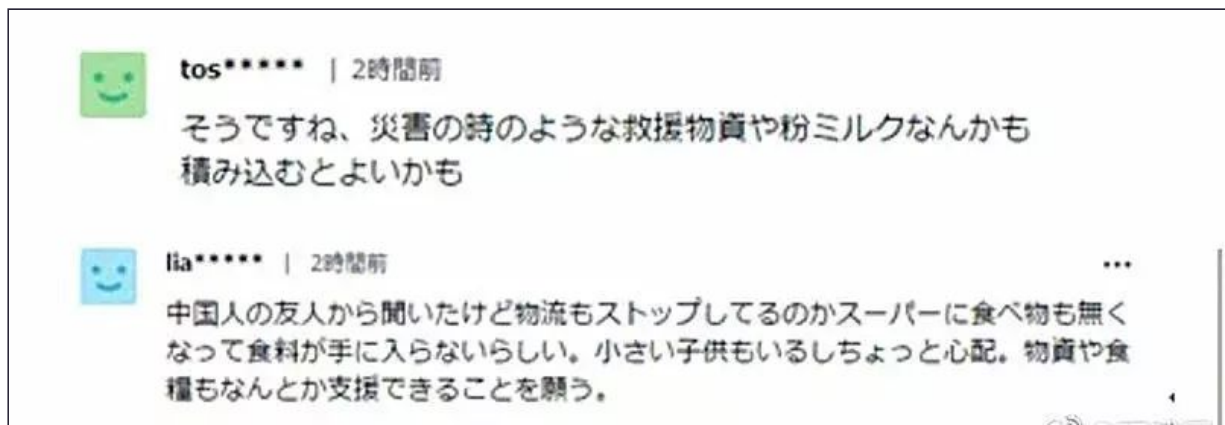 tos***** | 2時間前
そうですね、災害の時のような救援物資や粉ミルクなんかも
積み込むとよいかも
lia***** | 2時間前
中国人の友人から聞いたけど物流もストップしてるのかスーパーに食べ物も無く
なって食料が手に入らないらしい。小さい子供もいるしちょっと心配。物資や食
糧もなんとか支援できることを願う。